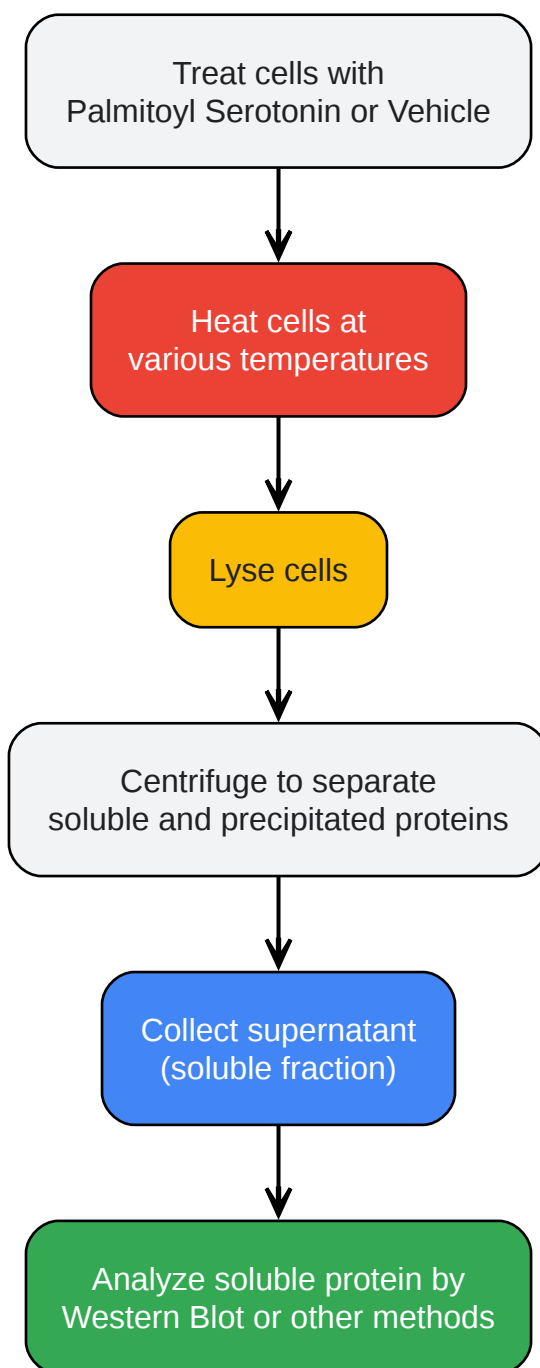 Treat cells with
Palmitoyl Serotonin or Vehicle
Heat cells at
various temperatures
Lyse cells
Centrifuge to separate
soluble and precipitated proteins
Collect supernatant
(soluble fraction)
Analyze soluble protein by
Western Blot or other methods